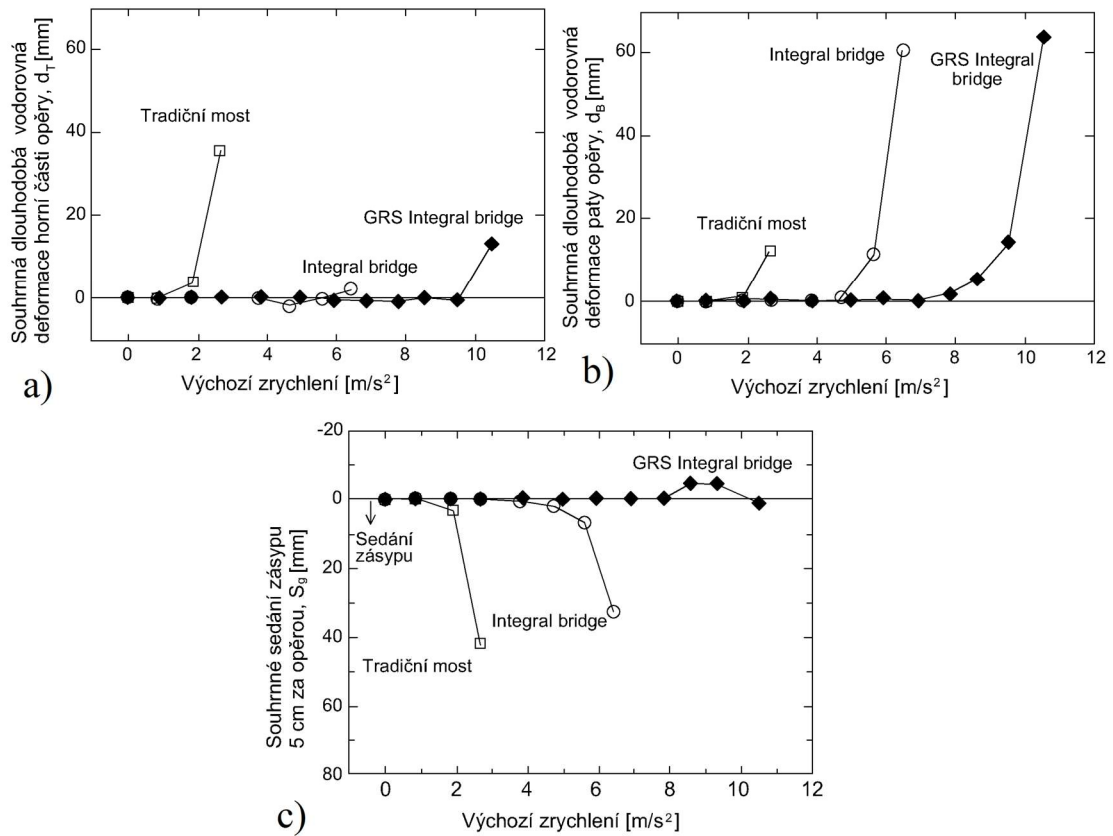 Souhrnná dlouhodobá vodorovná
deformace horní části opěry, dT [mm]
60
40
20
0
Tradiční most
Integral bridge
GRS Integral bridge
0 2 4 6 8 10 12
Výchozí zrychlení [m/s²]
a)
Souhrnná dlouhodobá vodorovná
deformace paty opěry, dB [mm]
60
40
20
0
Integral bridge
GRS Integral
bridge
Tradiční most
0 2 4 6 8 10 12
Výchozí zrychlení [m/s²]
b)
Souhrnné sedání zásypu
5 cm za opěrou, Sg [mm]
-20
0
20
40
60
80
GRS Integral bridge
Sedání
zásypu
Integral bridge
Tradiční most
0 2 4 6 8 10 12
Výchozí zrychlení [m/s²]
c)